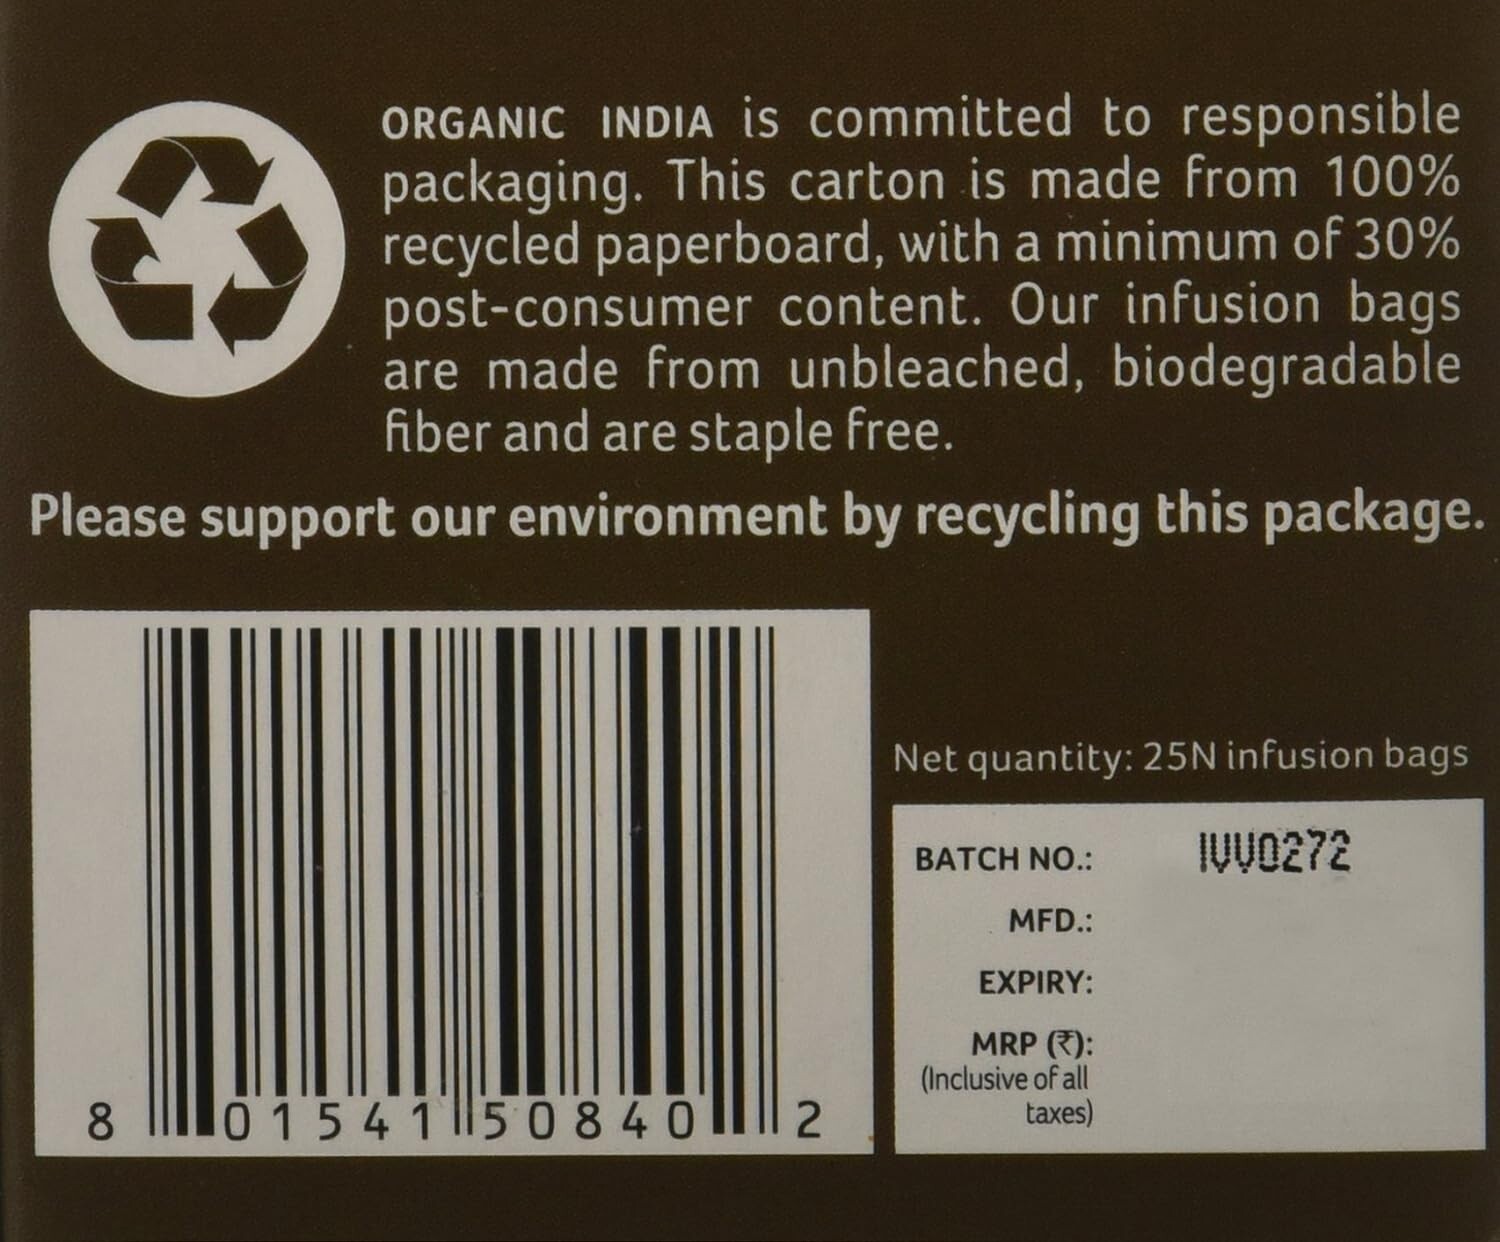 ORGANIC INDIA is committed to responsible
packaging. This carton is made from 100%
recycled paperboard, with a minimum of 30%
post-consumer content. Our infusion bags
are made from unbleached, biodegradable
fiber and are staple free.
Please support our environment by recycling this package.
8 01541 50840 2
Net quantity: 25N infusion bags
BATCH NO.: IVV0272
MFD.:
EXPIRY:
MRP (₹):
(Inclusive of all
taxes)